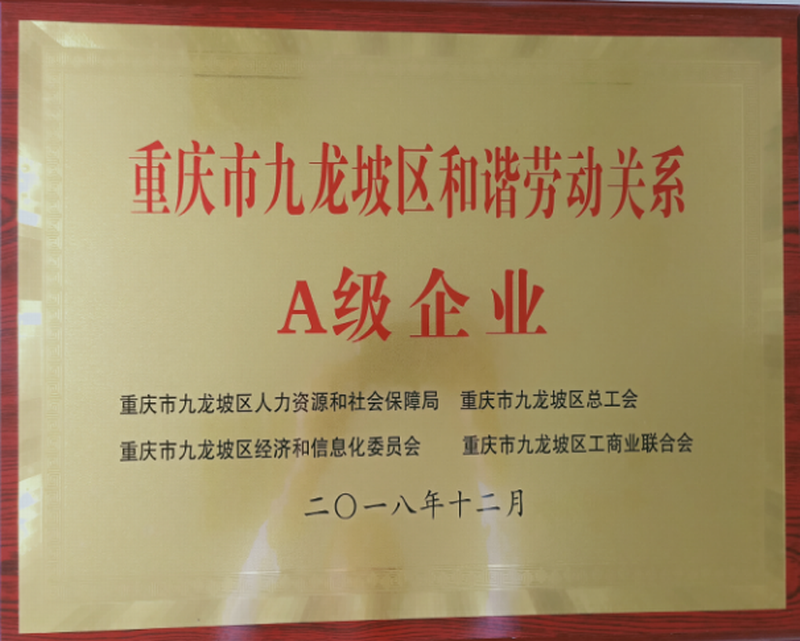 重庆市九龙坡区和谐劳动关系
A级企业
重庆市九龙坡区人力资源和社会保障局 重庆市九龙坡区总工会
重庆市九龙坡区经济和信息化委员会 重庆市九龙坡区工商业联合会
二〇一八年十二月